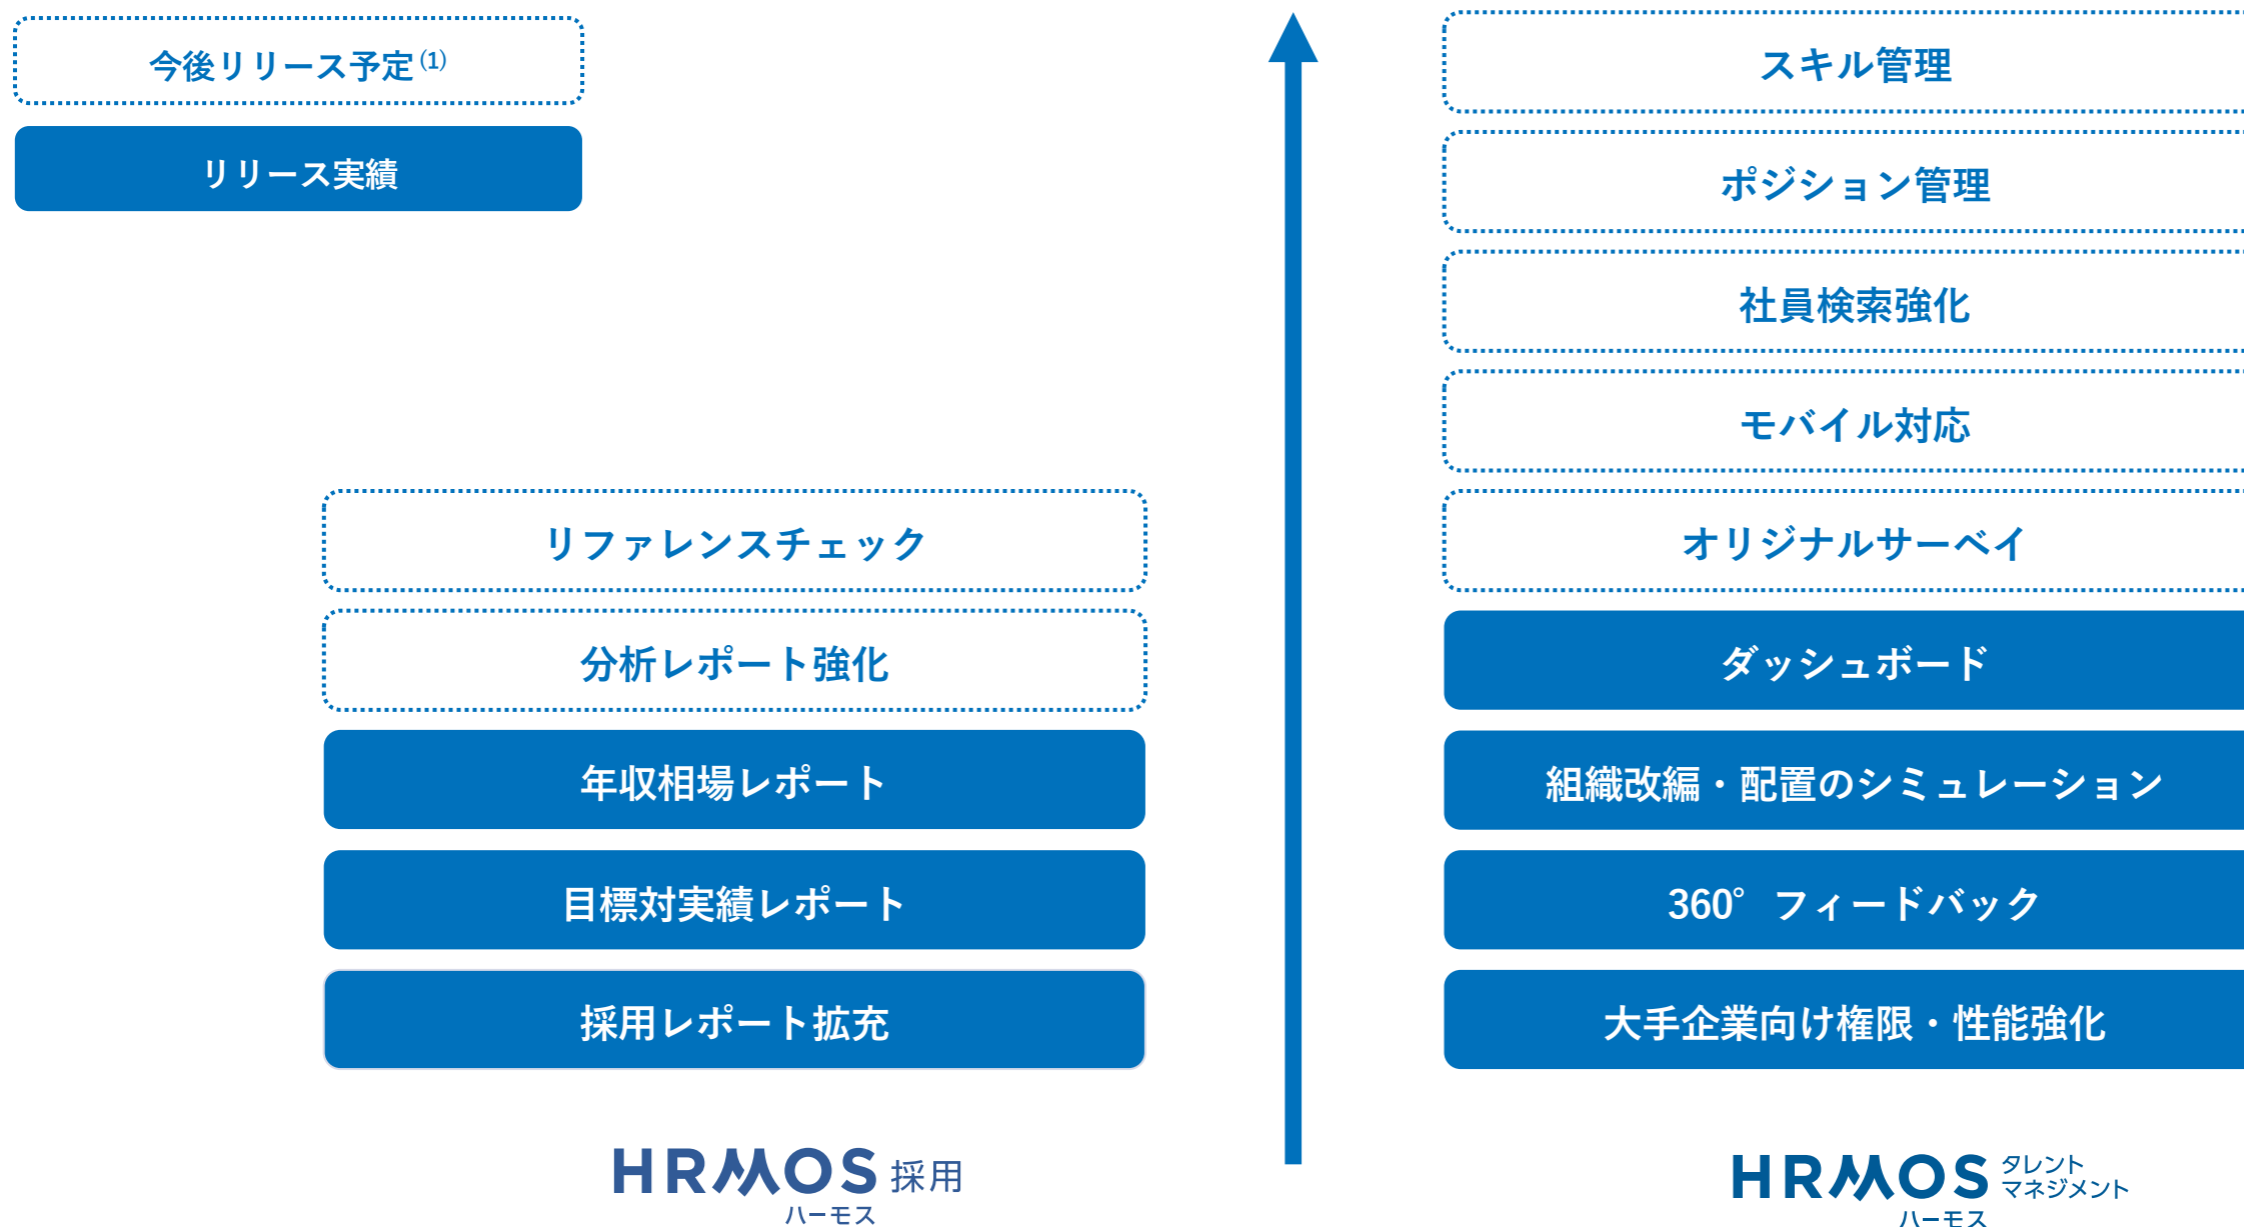 今後リリース予定(1)
リリース実績
リファレンスチェック
分析レポート強化
年収相場レポート
目標対実績レポート
採用レポート拡充
HRMOS 採用
ハーモス
スキル管理
ポジション管理
社員検索強化
モバイル対応
オリジナルサーベイ
ダッシュボード
組織改編・配置のシミュレーション
360° フィードバック
大手企業向け権限・性能強化
HRMOS タレント
マネジメント
ハーモス